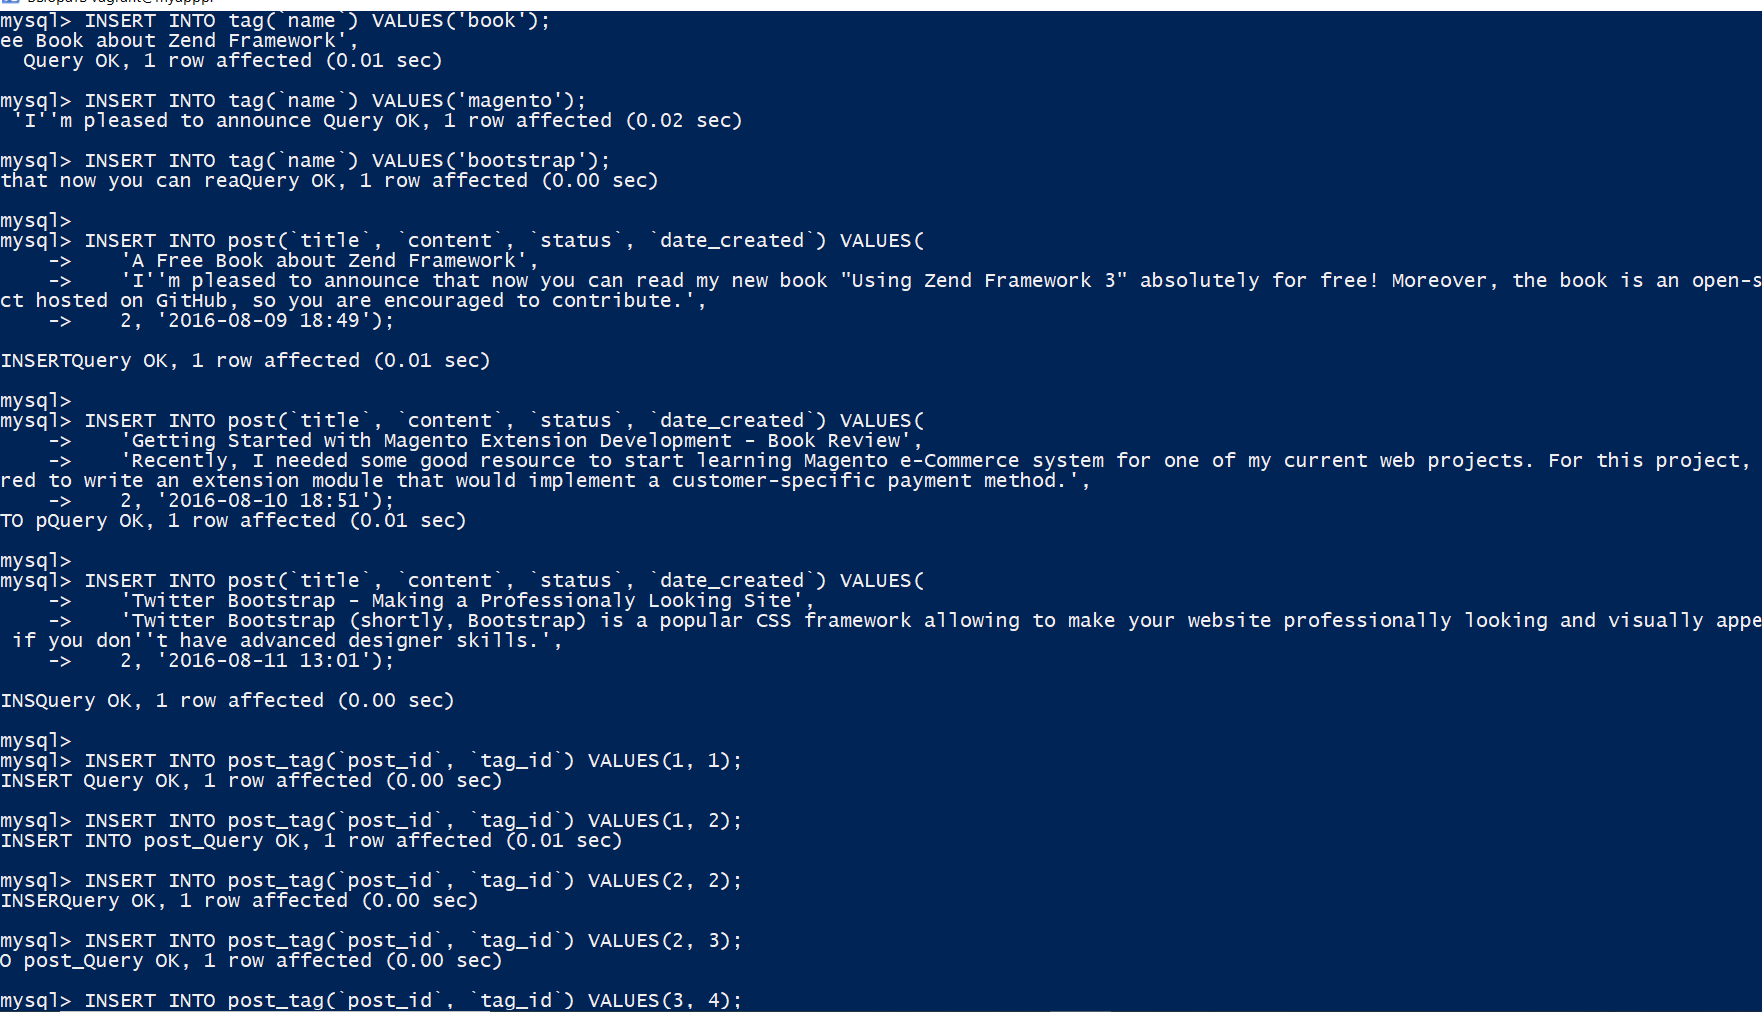 mysql> INSERT INTO tag(`name`) VALUES('book');
ee Book about Zend Framework',
  Query OK, 1 row affected (0.01 sec)
mysql> INSERT INTO tag(`name`) VALUES('magento');
 'I''m pleased to announce Query OK, 1 row affected (0.02 sec)
mysql> INSERT INTO tag(`name`) VALUES('bootstrap');
that now you can reaQuery OK, 1 row affected (0.00 sec)
mysql>
mysql> INSERT INTO post(`title`, `content`, `status`, `date_created`) VALUES(
    ->    'A Free Book about Zend Framework',
    ->    'I''m pleased to announce that now you can read my new book "Using Zend Framework 3" absolutely for free! Moreover, the book is an open-s
ct hosted on GitHub, so you are encouraged to contribute.',
    ->    2, '2016-08-09 18:49');
INSERTQuery OK, 1 row affected (0.01 sec)
mysql>
mysql> INSERT INTO post(`title`, `content`, `status`, `date_created`) VALUES(
    ->    'Getting Started with Magento Extension Development - Book Review',
    ->    'Recently, I needed some good resource to start learning Magento e-Commerce system for one of my current web projects. For this project,
red to write an extension module that would implement a customer-specific payment method.',
    ->    2, '2016-08-10 18:51');
TO pQuery OK, 1 row affected (0.01 sec)
mysql>
mysql> INSERT INTO post(`title`, `content`, `status`, `date_created`) VALUES(
    ->    'Twitter Bootstrap - Making a Professionaly Looking Site',
    ->    'Twitter Bootstrap (shortly, Bootstrap) is a popular CSS framework allowing to make your website professionally looking and visually appe
 if you don''t have advanced designer skills.',
    ->    2, '2016-08-11 13:01');
INSQuery OK, 1 row affected (0.00 sec)
mysql>
mysql> INSERT INTO post_tag(`post_id`, `tag_id`) VALUES(1, 1);
INSERT Query OK, 1 row affected (0.00 sec)
mysql> INSERT INTO post_tag(`post_id`, `tag_id`) VALUES(1, 2);
INSERT INTO post_Query OK, 1 row affected (0.01 sec)
mysql> INSERT INTO post_tag(`post_id`, `tag_id`) VALUES(2, 2);
INSERQuery OK, 1 row affected (0.00 sec)
mysql> INSERT INTO post_tag(`post_id`, `tag_id`) VALUES(2, 3);
O post_Query OK, 1 row affected (0.00 sec)
mysql> INSERT INTO post_tag(`post_id`, `tag_id`) VALUES(3, 4);